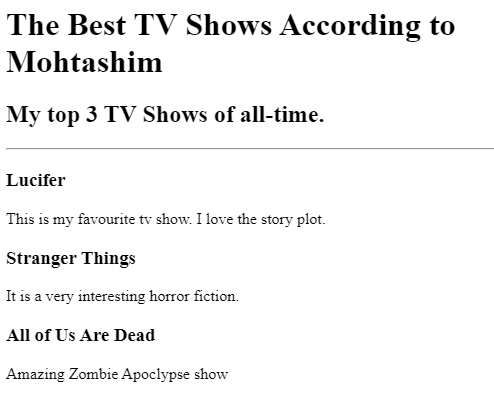 The Best TV Shows According to
Mohtashim
My top 3 TV Shows of all-time.
Lucifer
This is my favourite tv show. I love the story plot.
Stranger Things
It is a very interesting horror fiction.
All of Us Are Dead
Amazing Zombie Apoclypse show